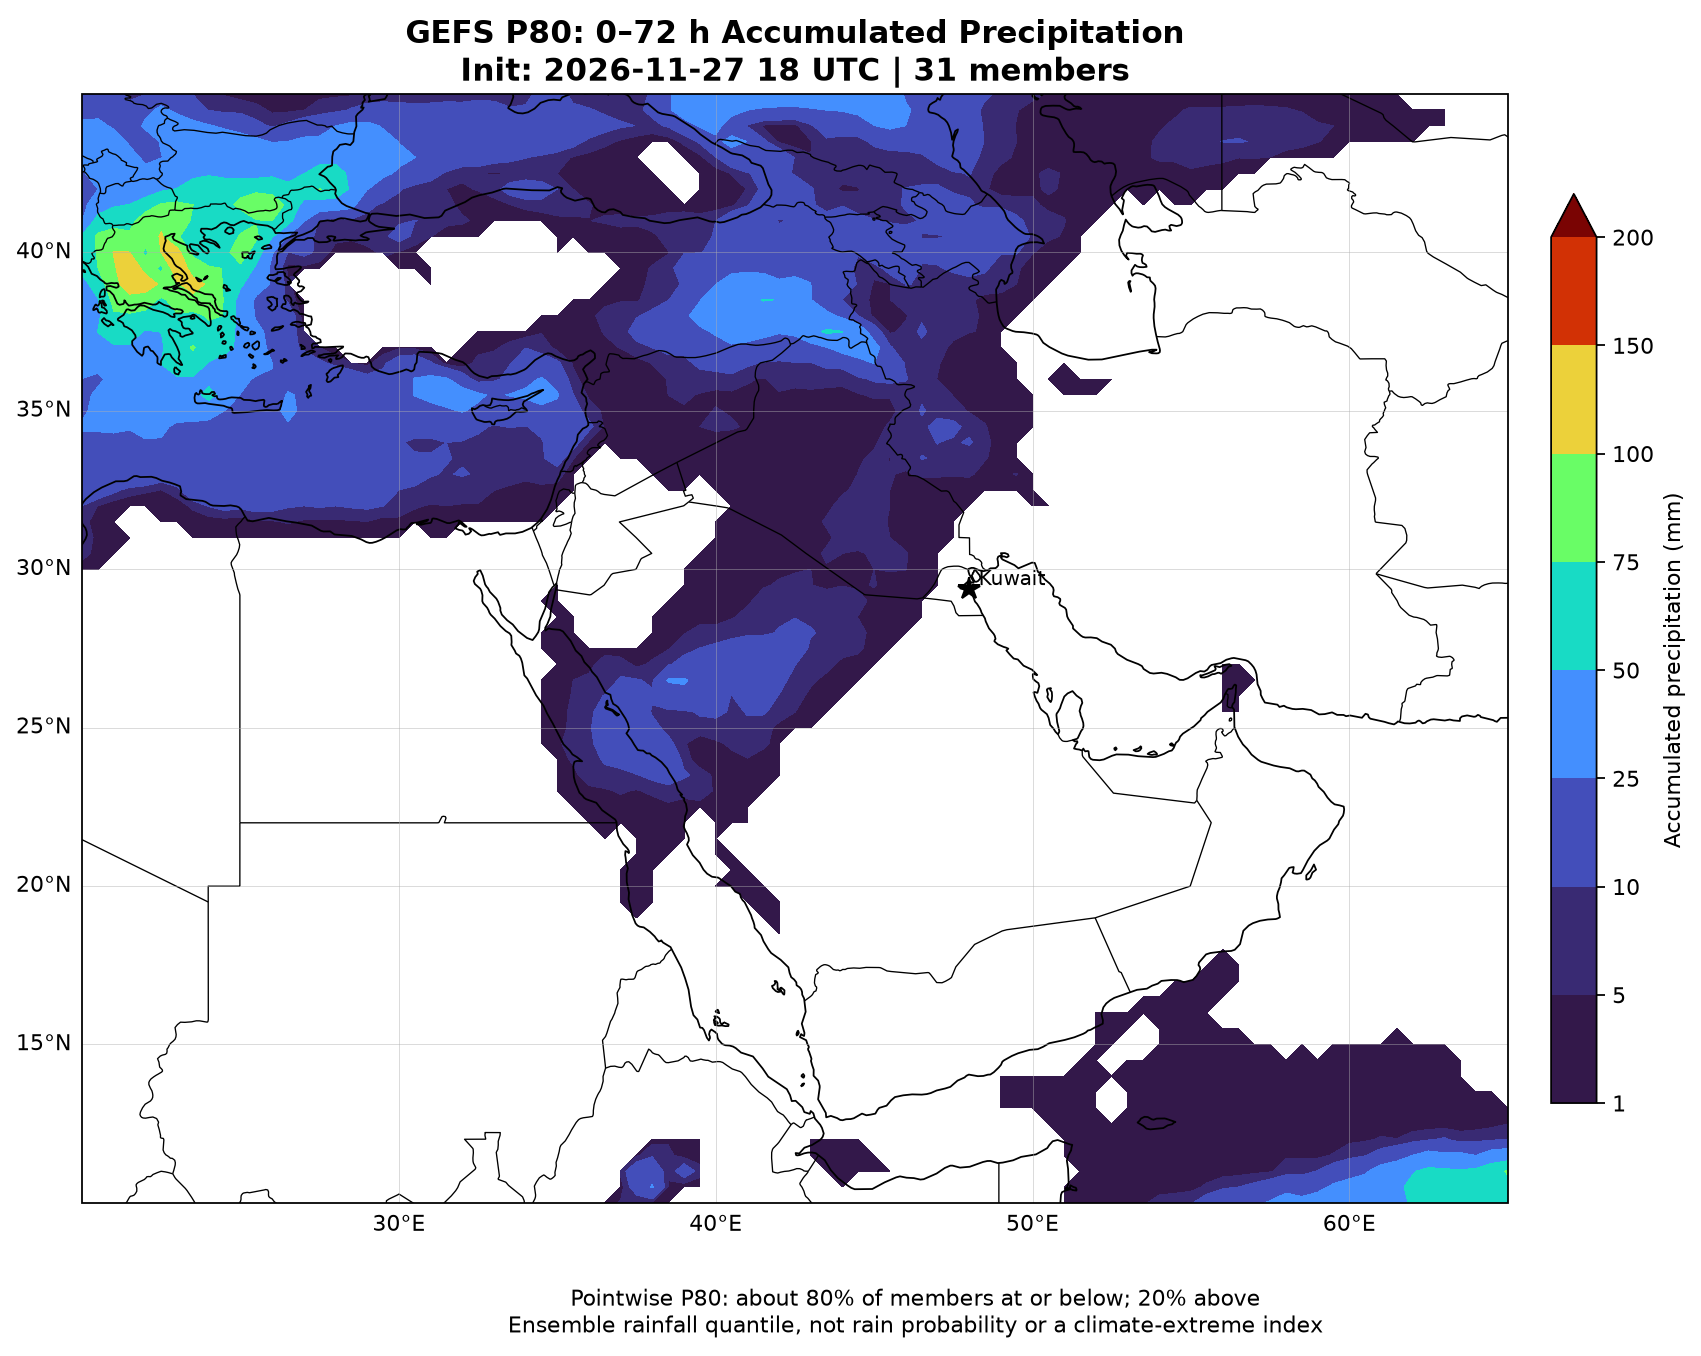 GEFS P80: 0–72 h Accumulated Precipitation
Init: 2026-11-27 18 UTC | 31 members
40°N
35°N
30°N
25°N
20°N
15°N
30°E
40°E
50°E
60°E
Kuwait
200
150
100
75
50
25
10
5
1
Accumulated precipitation (mm)
Pointwise P80: about 80% of members at or below; 20% above
Ensemble rainfall quantile, not rain probability or a climate-extreme index